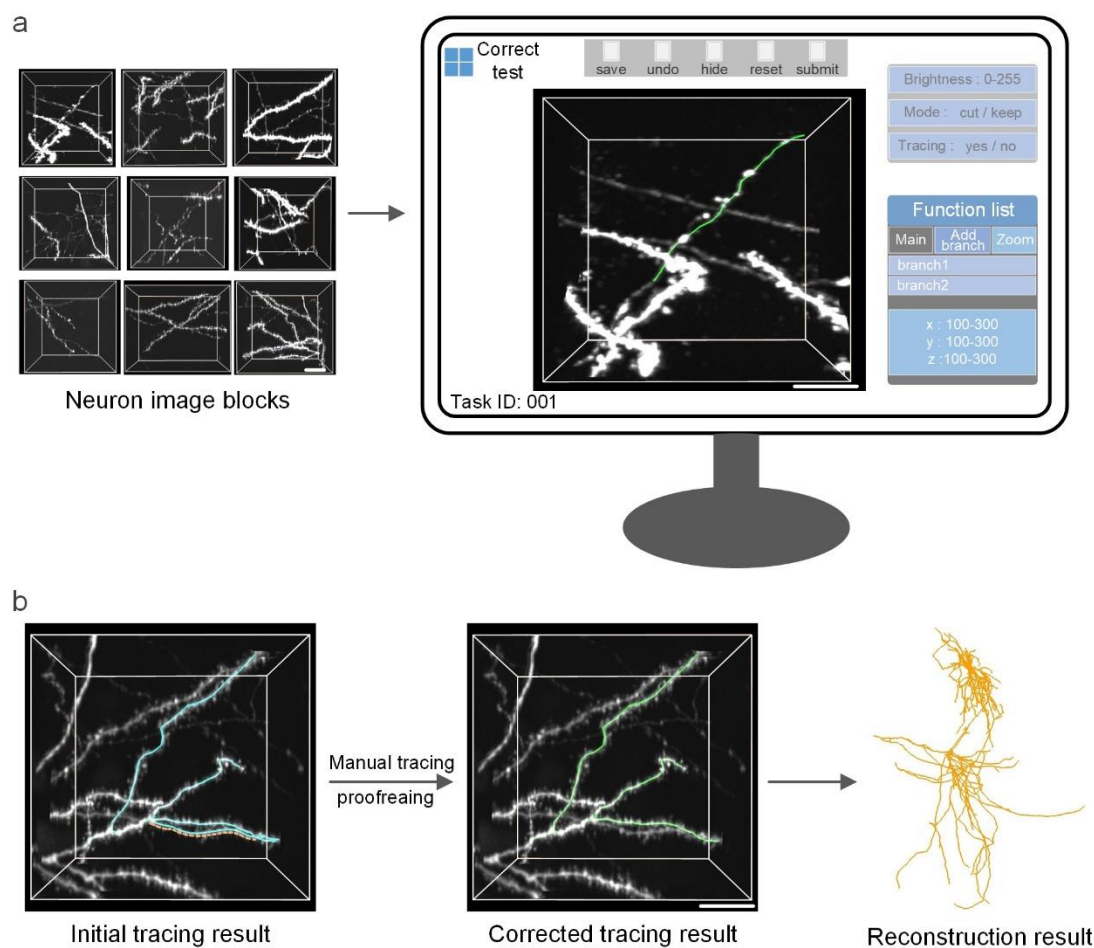 a
Correct
test
save undo hide reset submit
Brightness : 0-255
Mode : cut / keep
Tracing : yes / no
Function list
Main Add branch Zoom
branch1
branch2
x : 100-300
y : 100-300
z :100-300
Task ID: 001
Neuron image blocks
b
Manual tracing
proofreaing
Initial tracing result
Corrected tracing result
Reconstruction result